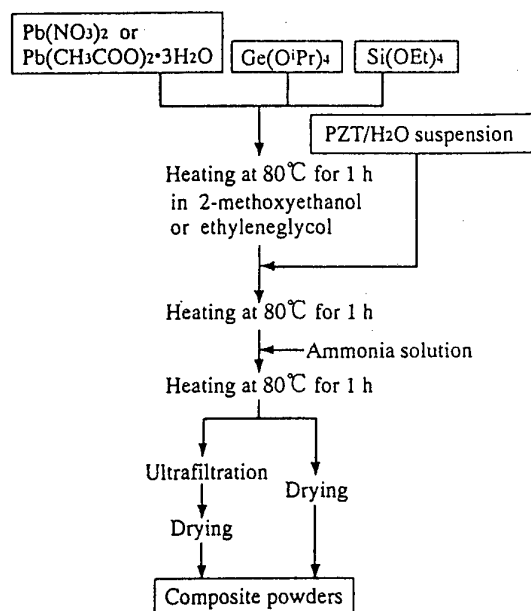 Pb(NO3)2 or
Pb(CH3COO)2•3H2O
Ge(OiPr)4
Si(OEt)4
PZT/H2O suspension
Heating at 80℃ for 1 h
in 2-methoxyethanol
or ethyleneglycol
Heating at 80℃ for 1 h
Ammonia solution
Heating at 80℃ for 1 h
Ultrafiltration
Drying
Drying
Composite powders